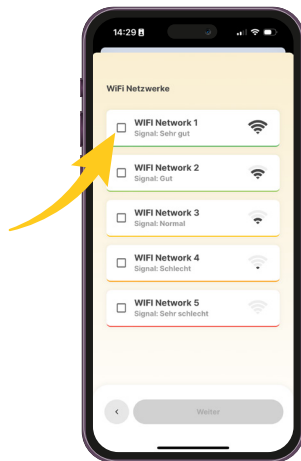 14:29
WiFi Netzwerke
WIFI Network 1
Signal: Sehr gut
WIFI Network 2
Signal: Gut
WIFI Network 3
Signal: Normal
WIFI Network 4
Signal: Schlecht
WIFI Network 5
Signal: Sehr schlecht
Weiter